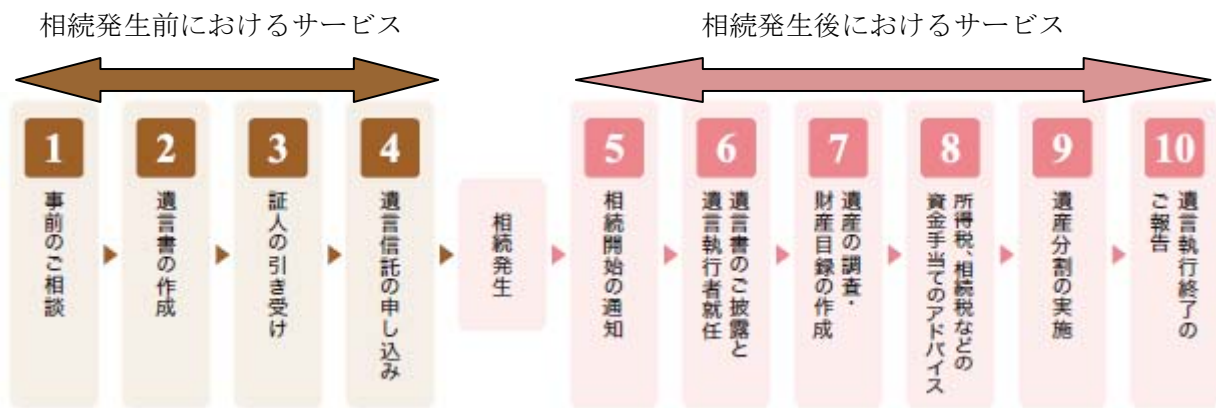 相続発生前におけるサービス
相続発生後におけるサービス
1
事前のご相談
2
遺言書の作成
3
証人の引き受け
4
遺言信託の申し込み
相続発生
5
相続開始の通知
6
遺言書のご披露と
遺言執行者就任
7
遺産の調査・
財産目録の作成
8
所得税、相続税などの
資金手当てのアドバイス
9
遺産分割の実施
10
遺言執行終了の
ご報告